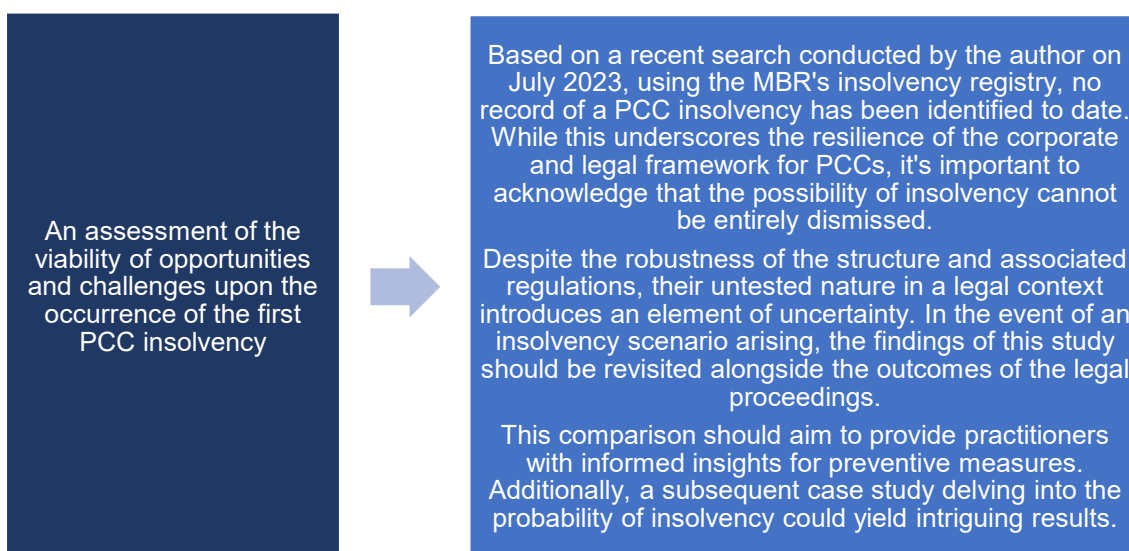 An assessment of the
viability of opportunities
and challenges upon the
occurrence of the first
PCC insolvency
Based on a recent search conducted by the author on
July 2023, using the MBR's insolvency registry, no
record of a PCC insolvency has been identified to date.
While this underscores the resilience of the corporate
and legal framework for PCCs, it's important to
acknowledge that the possibility of insolvency cannot
be entirely dismissed.
Despite the robustness of the structure and associated
regulations, their untested nature in a legal context
introduces an element of uncertainty. In the event of an
insolvency scenario arising, the findings of this study
should be revisited alongside the outcomes of the legal
proceedings.
This comparison should aim to provide practitioners
with informed insights for preventive measures.
Additionally, a subsequent case study delving into the
probability of insolvency could yield intriguing results.